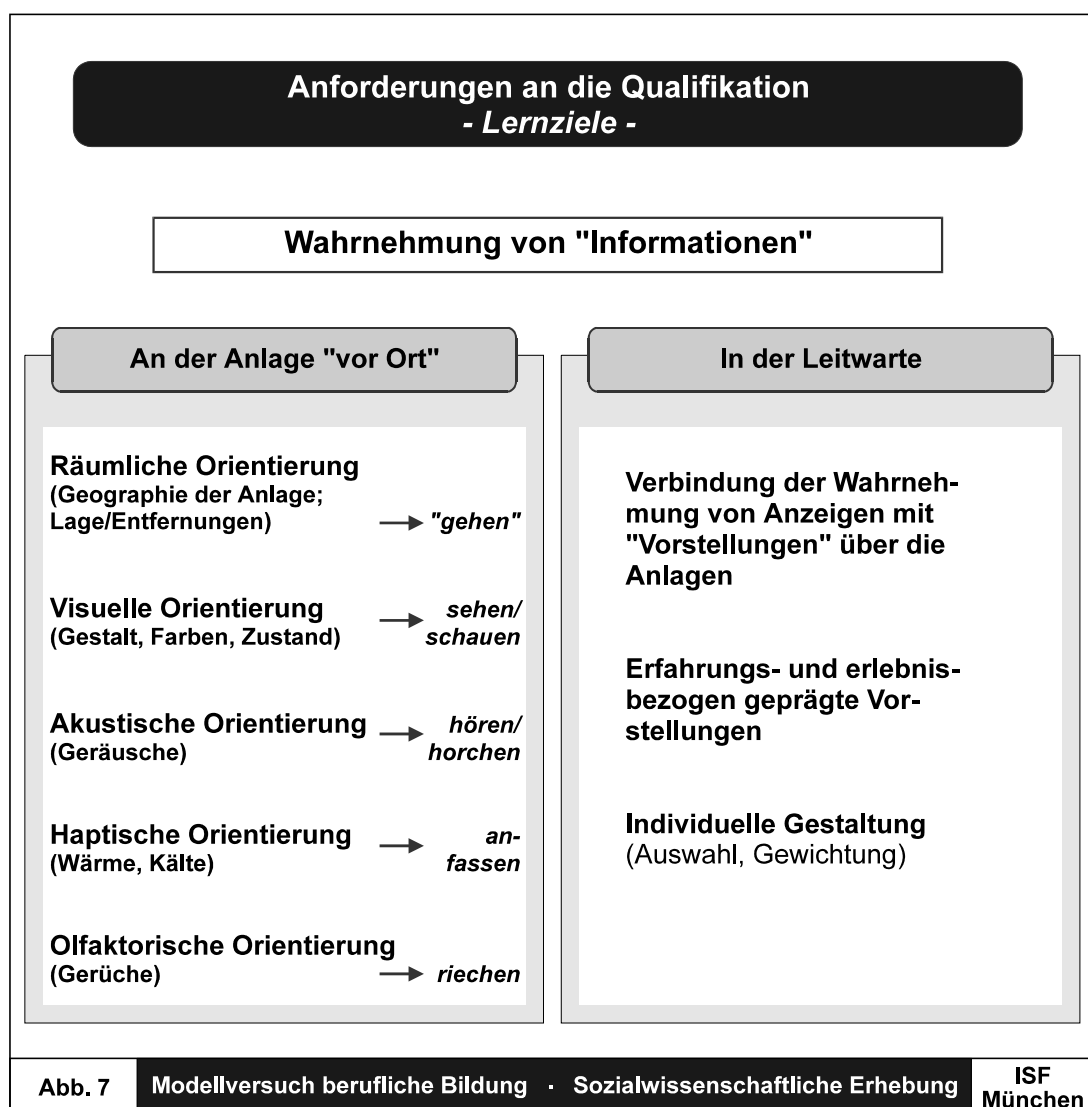 Anforderungen an die Qualifikation
- Lernziele -
Wahrnehmung von "Informationen"
An der Anlage "vor Ort"
Räumliche Orientierung
(Geographie der Anlage;
Lage/Entfernungen) → "gehen"
Visuelle Orientierung → sehen/
(Gestalt, Farben, Zustand) schauen
Akustische Orientierung → hören/
(Geräusche) horchen
Haptische Orientierung → an-
(Wärme, Kälte) fassen
Olfaktorische Orientierung
(Gerüche) → riechen
In der Leitwarte
Verbindung der Wahrneh-
mung von Anzeigen mit
"Vorstellungen" über die
Anlagen
Erfahrungs- und erlebnis-
bezogen geprägte Vor-
stellungen
Individuelle Gestaltung
(Auswahl, Gewichtung)
Abb. 7 Modellversuch berufliche Bildung · Sozialwissenschaftliche Erhebung ISF
München